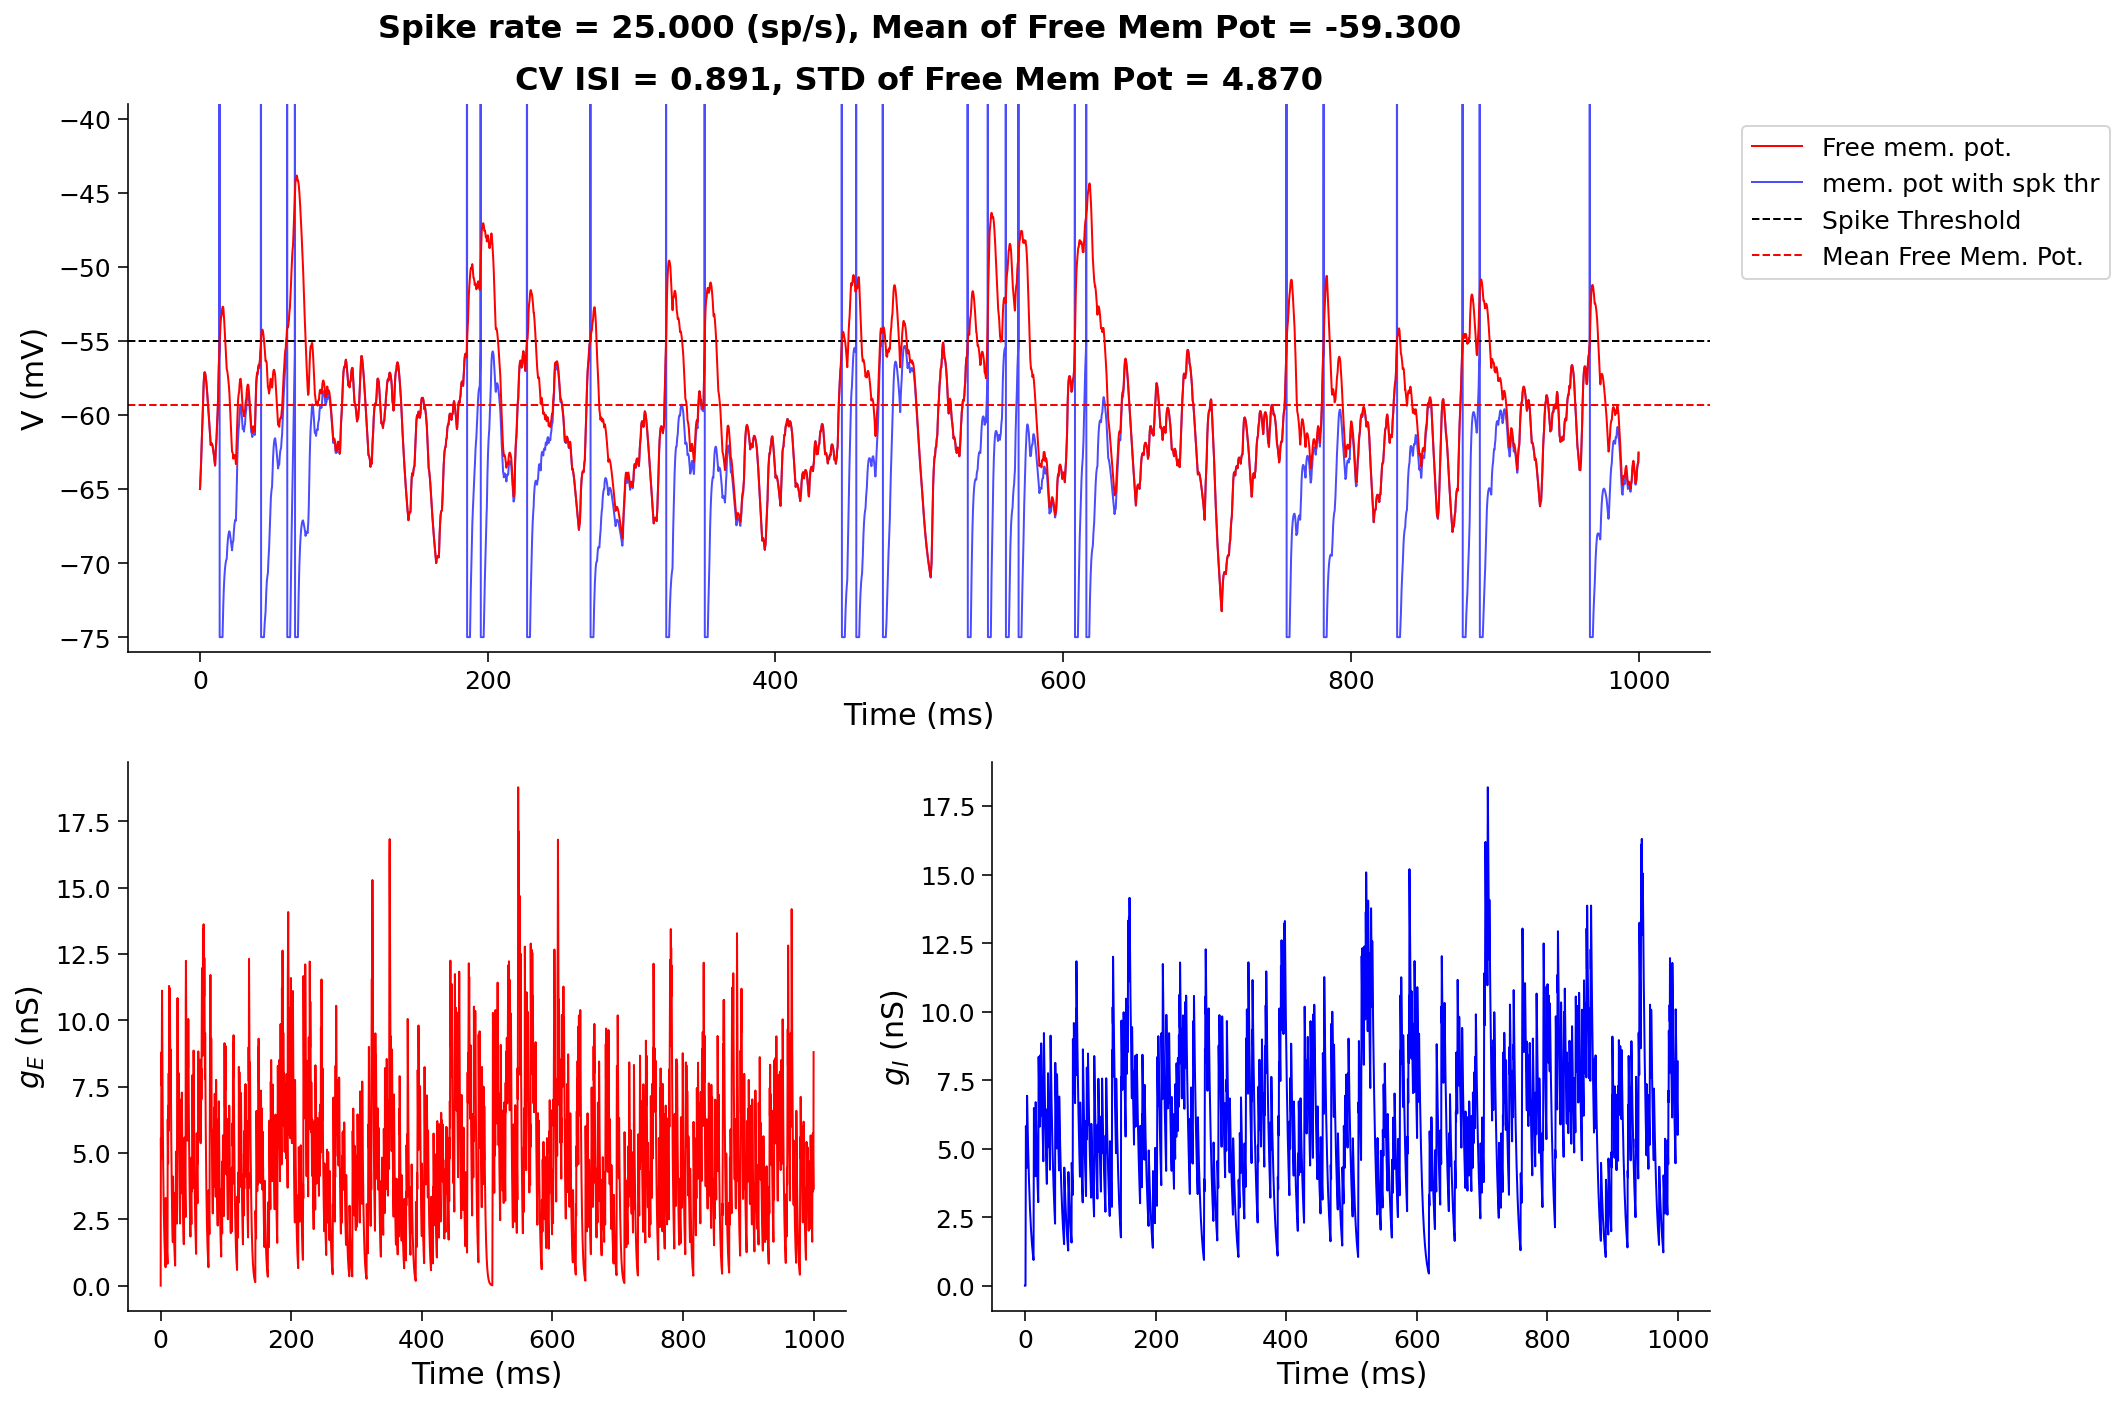 Spike rate = 25.000 (sp/s), Mean of Free Mem Pot = -59.300
CV ISI = 0.891, STD of Free Mem Pot = 4.870
−40
−45
−50
−55
−60
−65
−70
−75
V (mV)
0 200 400 600 800 1000
Time (ms)
Free mem. pot.
mem. pot with spk thr
Spike Threshold
Mean Free Mem. Pot.
17.5
15.0
12.5
10.0
7.5
5.0
2.5
0.0
g_E (nS)
0 200 400 600 800 1000
Time (ms)
17.5
15.0
12.5
10.0
7.5
5.0
2.5
0.0
g_I (nS)
0 200 400 600 800 1000
Time (ms)